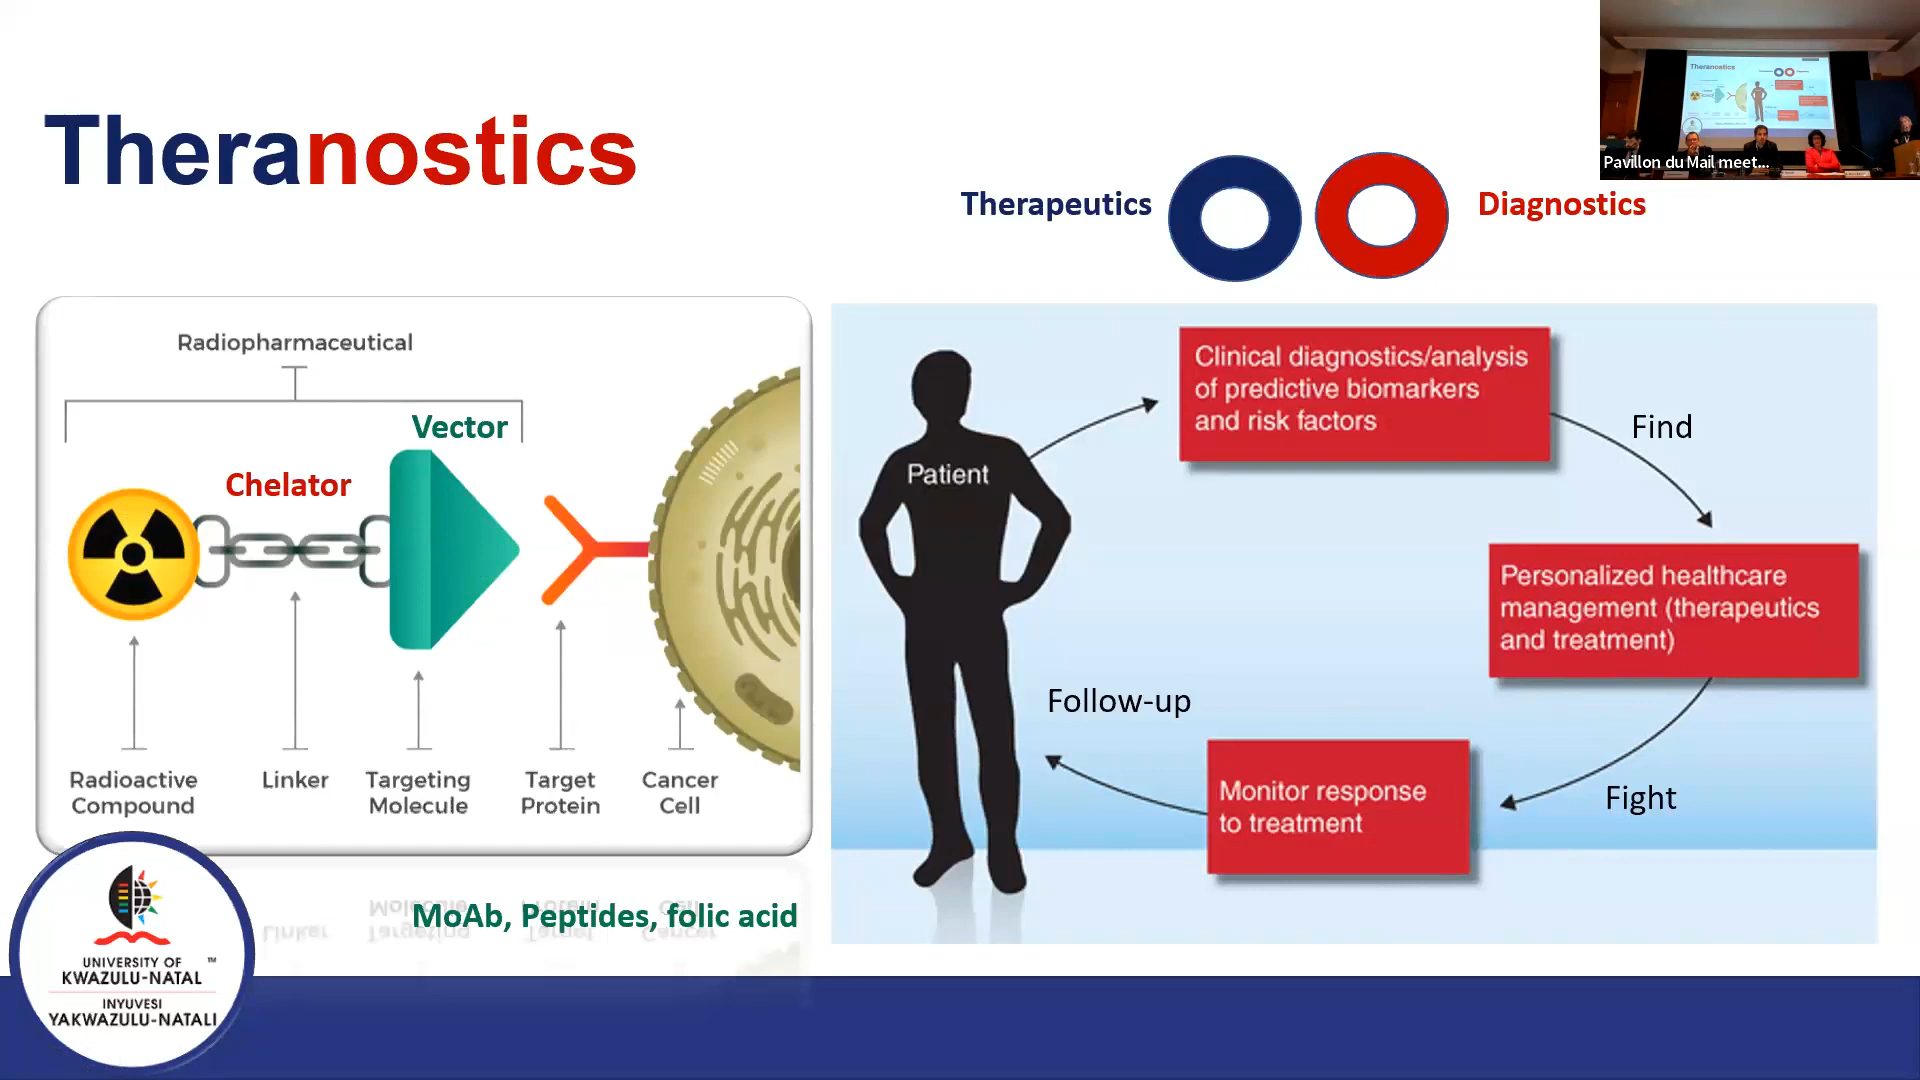 Theranostics
Therapeutics
Diagnostics
Pavillon du Mail meet...
Radiopharmaceutical
Vector
Chelator
Radioactive
Compound
Linker
Targeting
Molecule
Target
Protein
Cancer
Cell
MoAb, Peptides, folic acid
Patient
Clinical diagnostics/analysis
of predictive biomarkers
and risk factors
Find
Personalized healthcare
management (therapeutics
and treatment)
Fight
Monitor response
to treatment
Follow-up
UNIVERSITY OF ™
KWAZULU-NATAL
INYUVESI
YAKWAZULU-NATALI